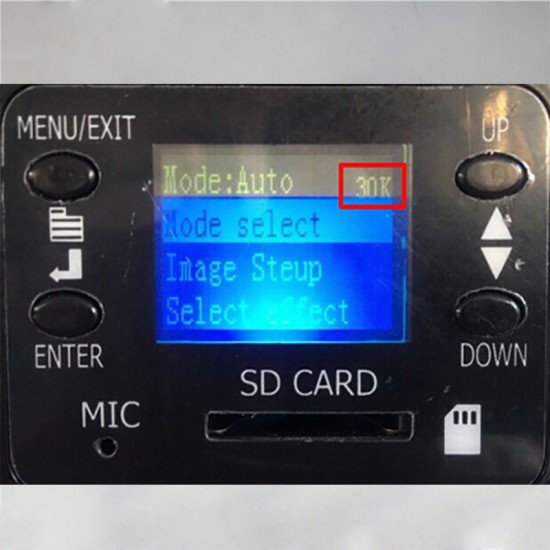 MENU/EXIT
UP
Mode:Auto 30K
Mode select
Image Steup
Select effect
ENTER
DOWN
SD CARD
MIC